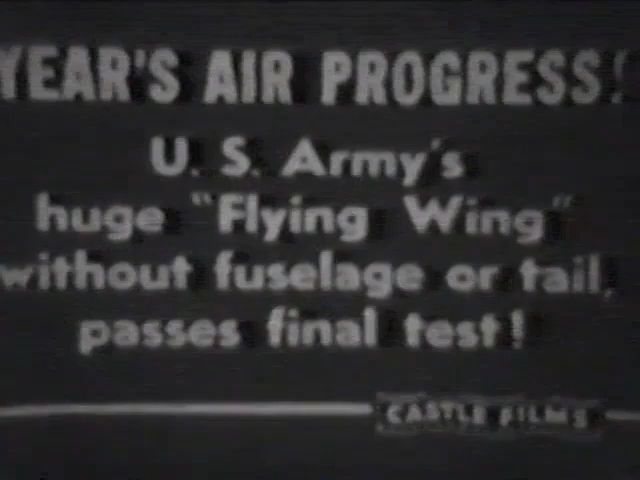 YEAR'S AIR PROGRESS!
U. S. Army's
huge "Flying Wing"
without fuselage or tail,
passes final test!
CASTLE FILMS